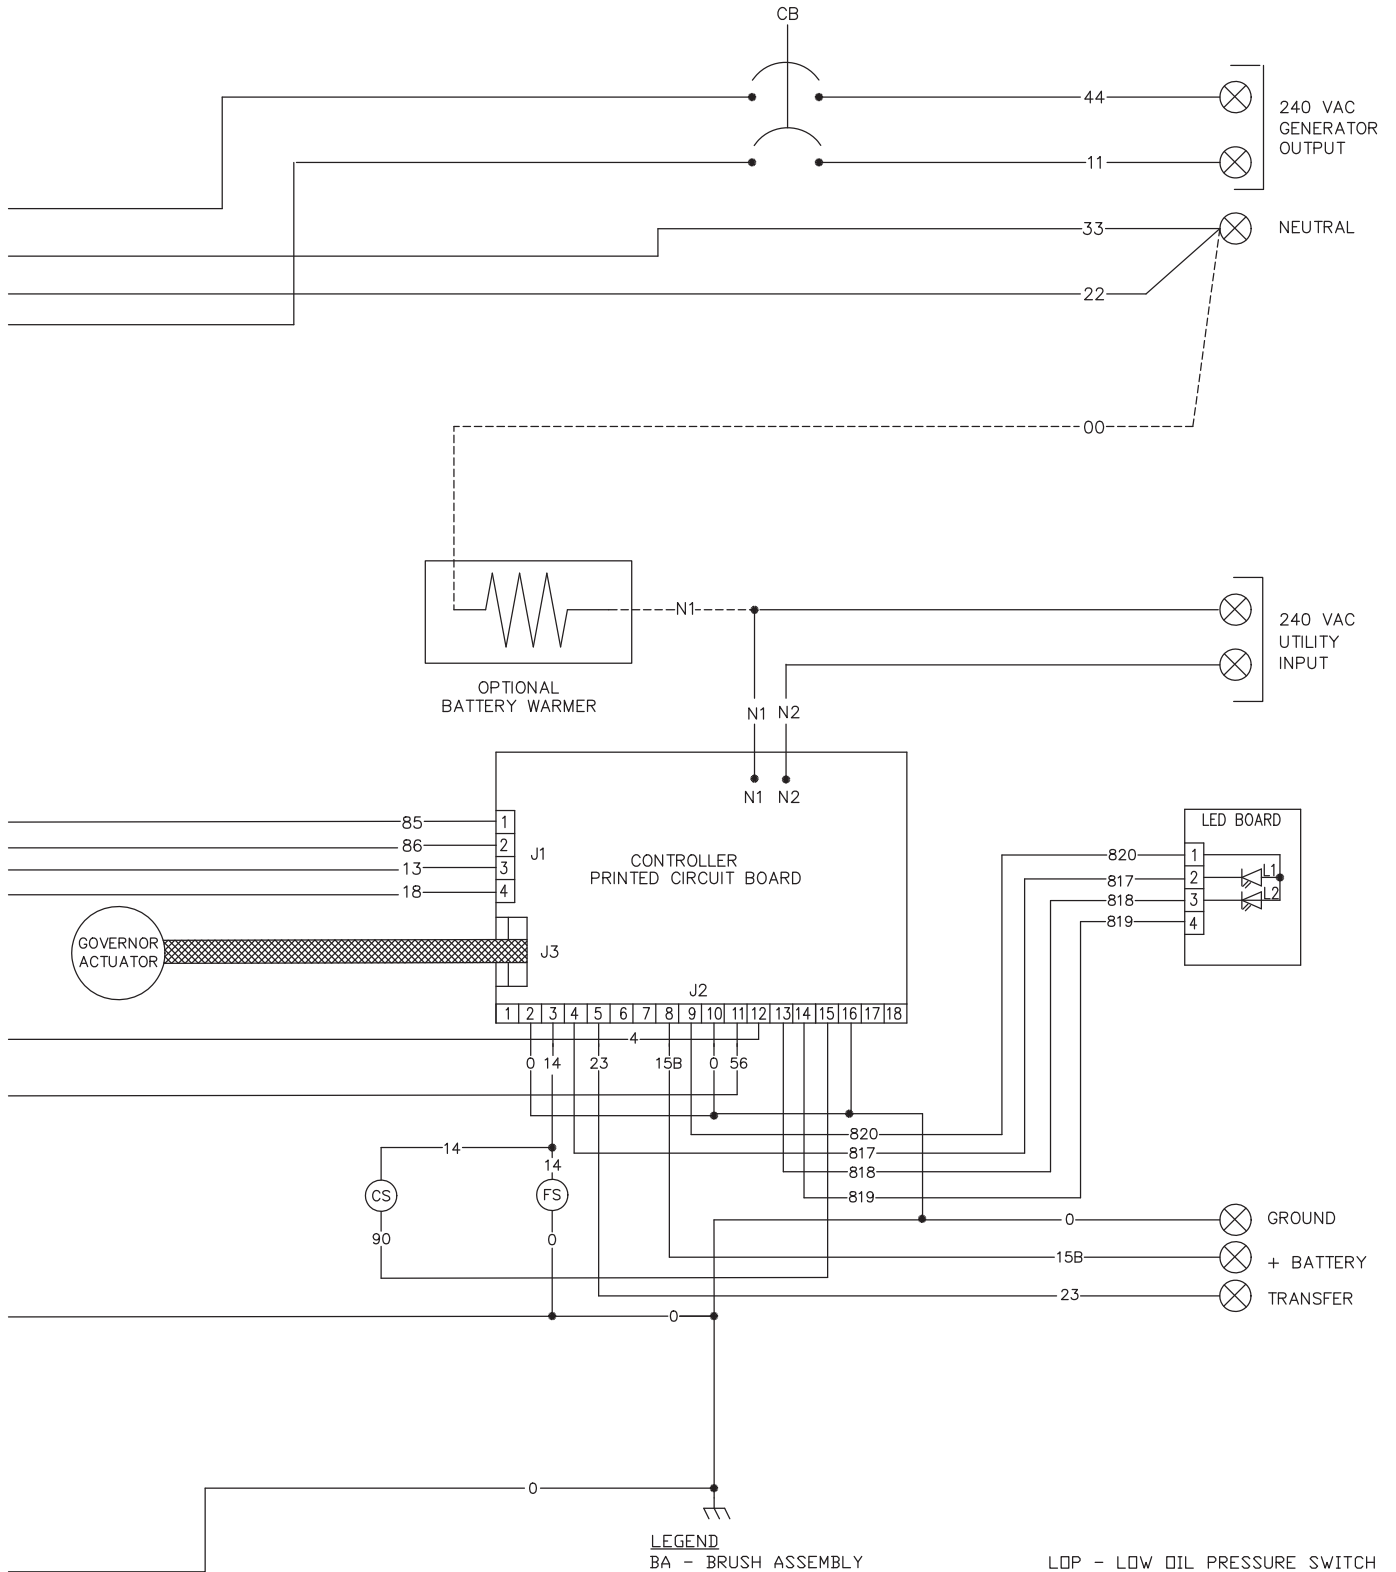 CB
44
240 VAC
GENERATOR
OUTPUT
11
33
NEUTRAL
22
00
N1
240 VAC
UTILITY
INPUT
OPTIONAL
BATTERY WARMER
N1 N2
N1 N2
85
86
13
18
1
2
3
4
J1
CONTROLLER
PRINTED CIRCUIT BOARD
LED BOARD
820
817
818
819
1
2
3
4
L1
L2
GOVERNOR
ACTUATOR
J3
J2
1 2 3 4 5 6 7 8 9 10 11 12 13 14 15 16 17 18
4
0 14 23 15B 0 56
820
817
818
819
14
14
CS
FS
90
0
0
GROUND
15B
+ BATTERY
23
TRANSFER
0
0
LEGEND
BA - BRUSH ASSEMBLY
LOP - LOW OIL PRESSURE SWITCH